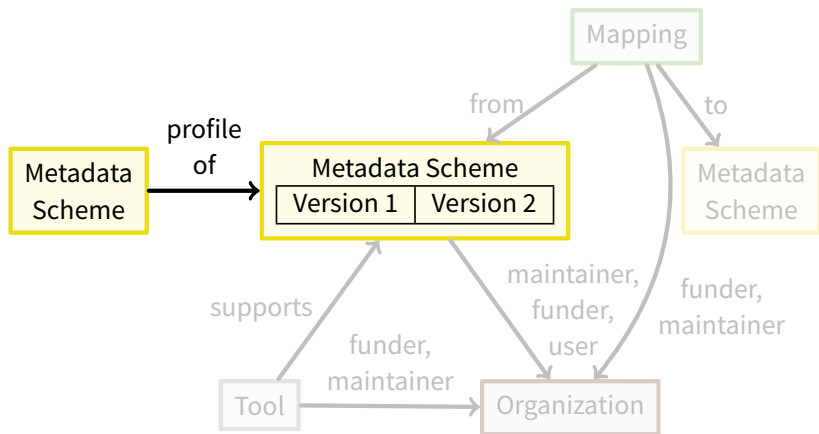 Mapping
from
to
profile
of
Metadata
Scheme
Metadata Scheme
Version 1
Version 2
Metadata
Scheme
supports
maintainer,
funder,
user
funder,
maintainer
funder,
maintainer
Tool
Organization